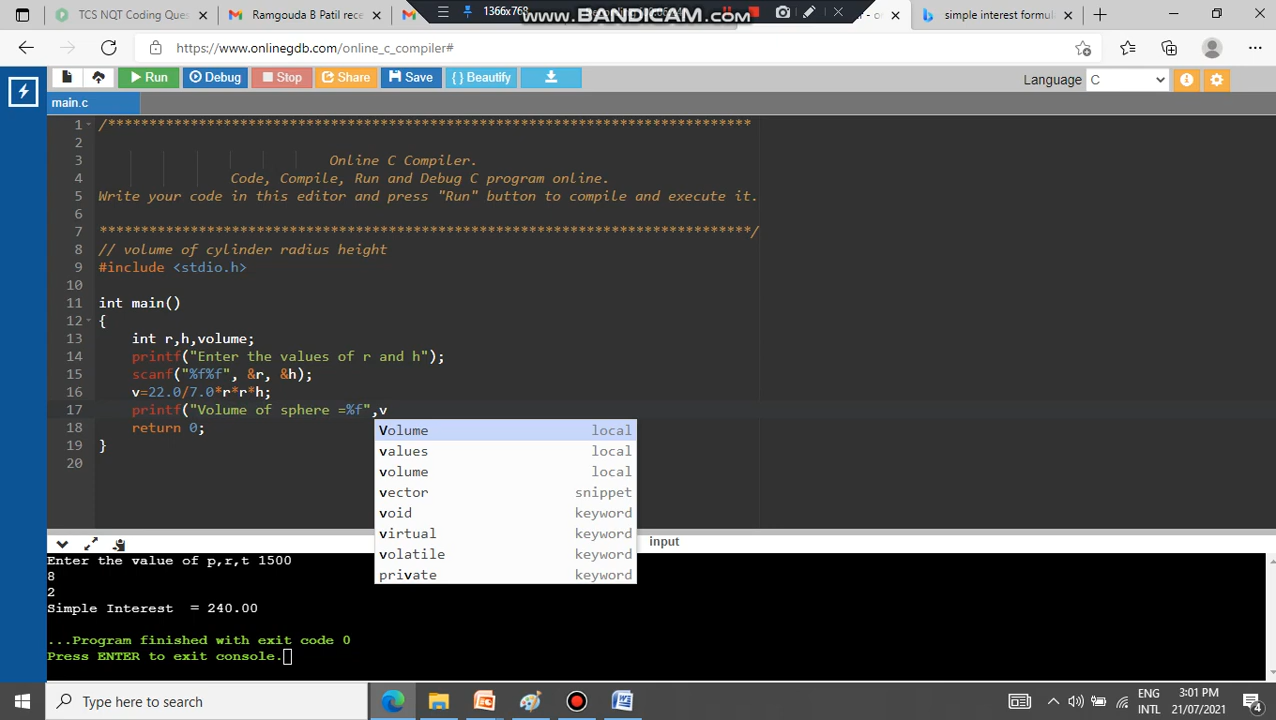 TCS NQT Coding Ques
Ramgouda B Patil rece
1366x768
www.BANDICAM.com
simple interest formul
https://www.onlinegdb.com/online_c_compiler#
Run Debug Stop Share Save { } Beautify Language C
main.c
1 /******************************************************************************
2
3 Online C Compiler.
4 Code, Compile, Run and Debug C program online.
5 Write your code in this editor and press "Run" button to compile and execute it.
6
7 *******************************************************************************/
8 // volume of cylinder radius height
9 #include <stdio.h>
10
11 int main()
12 {
13 int r,h,volume;
14 printf("Enter the values of r and h");
15 scanf("%f%f", &r, &h);
16 v=22.0/7.0*r*r*h;
17 printf("Volume of sphere =%f",v
18 return 0;
19 }
20
Volume local
values local
volume local
vector snippet
void keyword
virtual keyword
volatile keyword
private keyword
input
Enter the value of p,r,t 1500
8
2
Simple Interest = 240.00
...Program finished with exit code 0
Press ENTER to exit console.
Type here to search
ENG
INTL
3:01 PM
21/07/2021
4